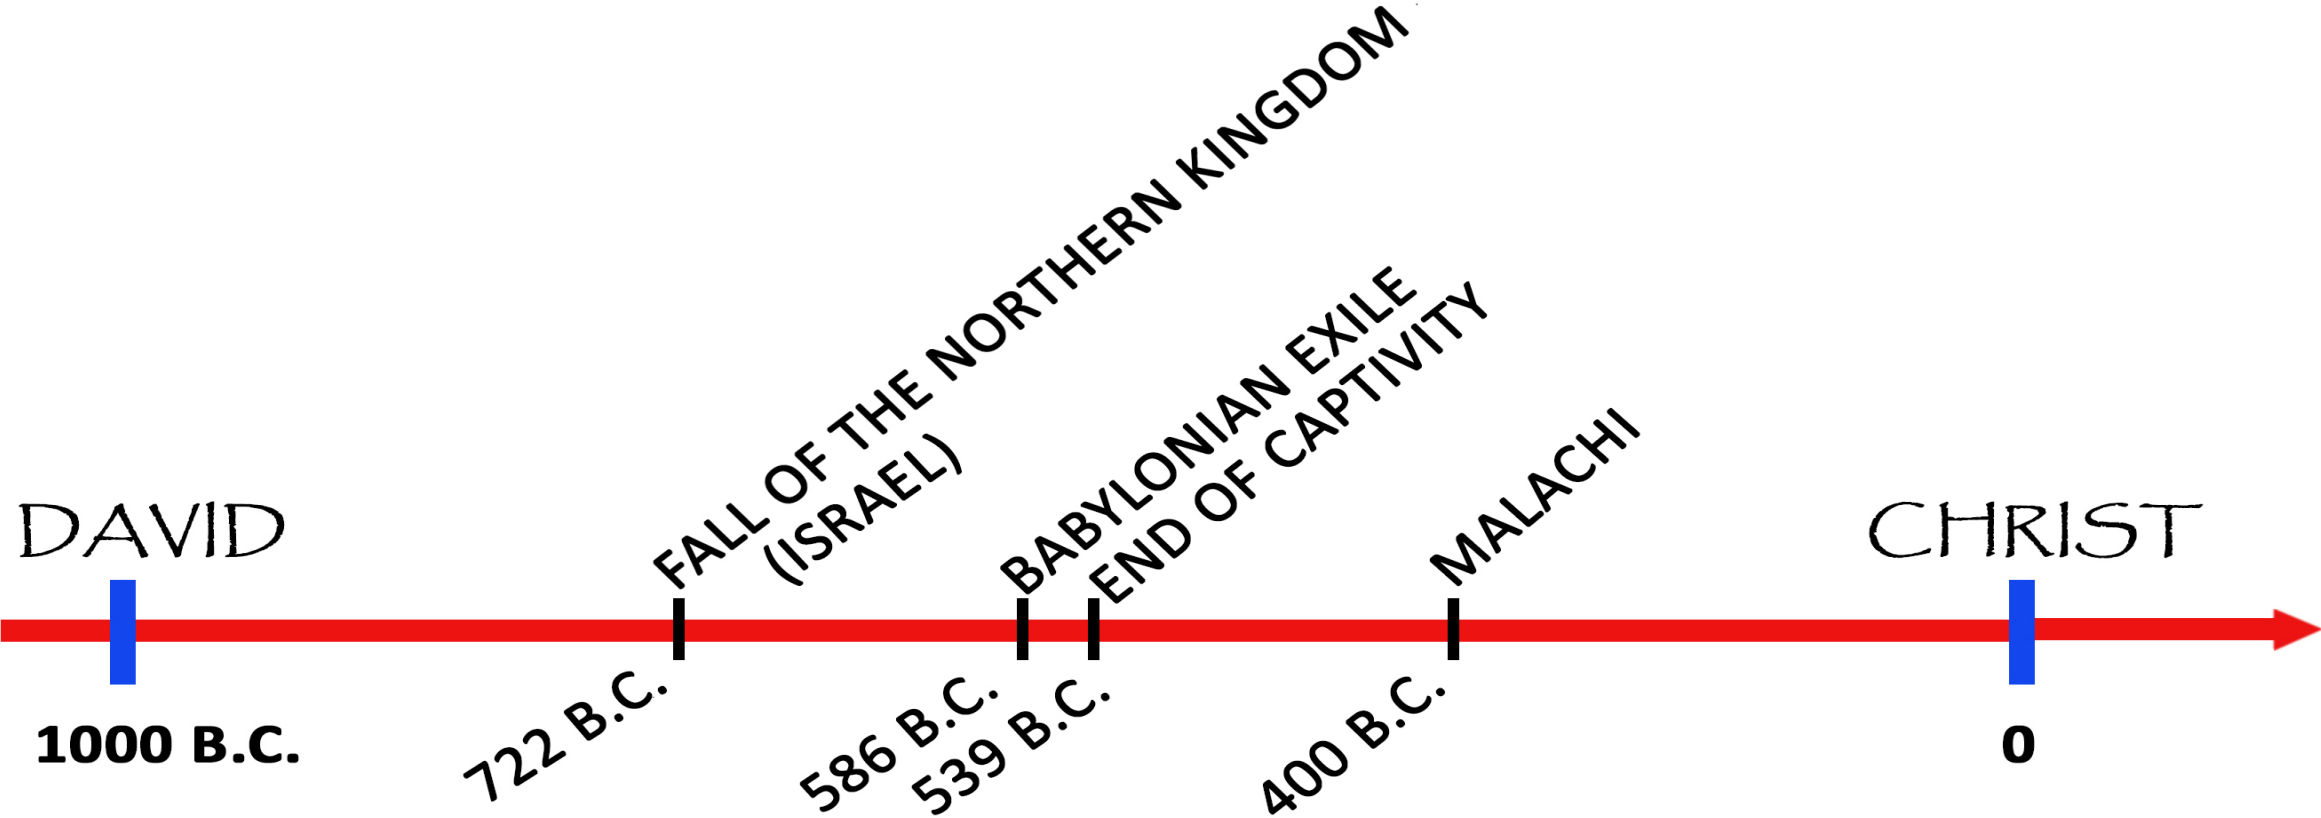 DAVID
FALL OF THE NORTHERN KINGDOM
(ISRAEL)
BABYLONIAN EXILE
END OF CAPTIVITY
MALACHI
CHRIST
1000 B.C.
722 B.C.
586 B.C.
539 B.C.
400 B.C.
0